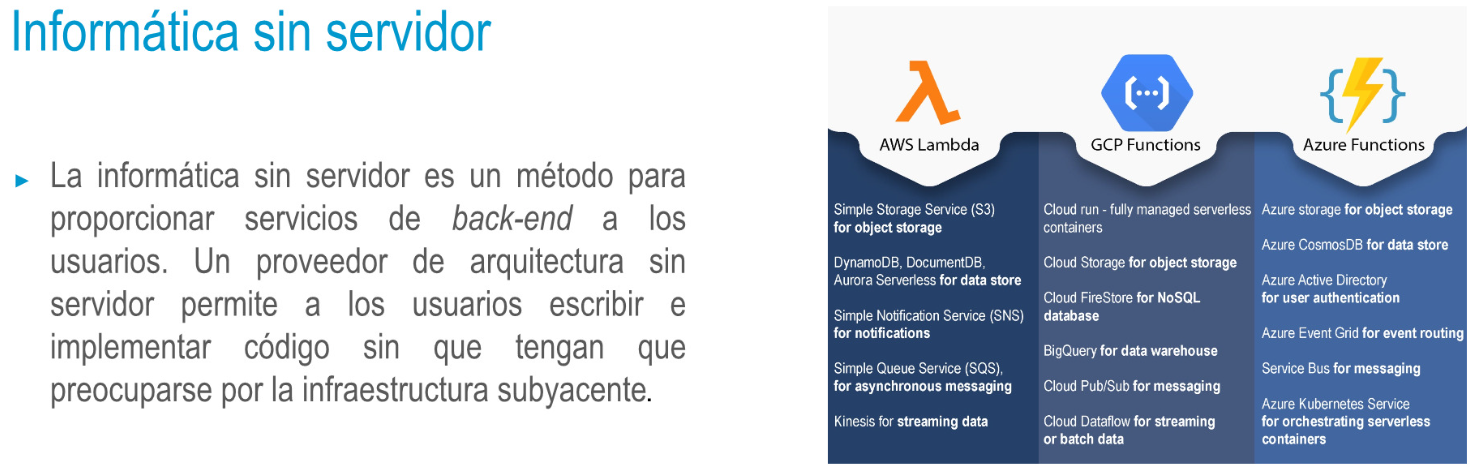 Informática sin servidor
La informática sin servidor es un método para
proporcionar servicios de back-end a los
usuarios. Un proveedor de arquitectura sin
servidor permite a los usuarios escribir e
implementar código sin que tengan que
preocuparse por la infraestructura subyacente.
AWS Lambda
Simple Storage Service (S3)
for object storage
DynamoDB, DocumentDB,
Aurora Serverless for data store
Simple Notification Service (SNS)
for notifications
Simple Queue Service (SQS),
for asynchronous messaging
Kinesis for streaming data
GCP Functions
Cloud run - fully managed serverless
containers
Cloud Storage for object storage
Cloud FireStore for NoSQL
database
BigQuery for data warehouse
Cloud Pub/Sub for messaging
Cloud Dataflow for streaming
or batch data
Azure Functions
Azure storage for object storage
Azure CosmosDB for data store
Azure Active Directory
for user authentication
Azure Event Grid for event routing
Service Bus for messaging
Azure Kubernetes Service
for orchestrating serverless
containers